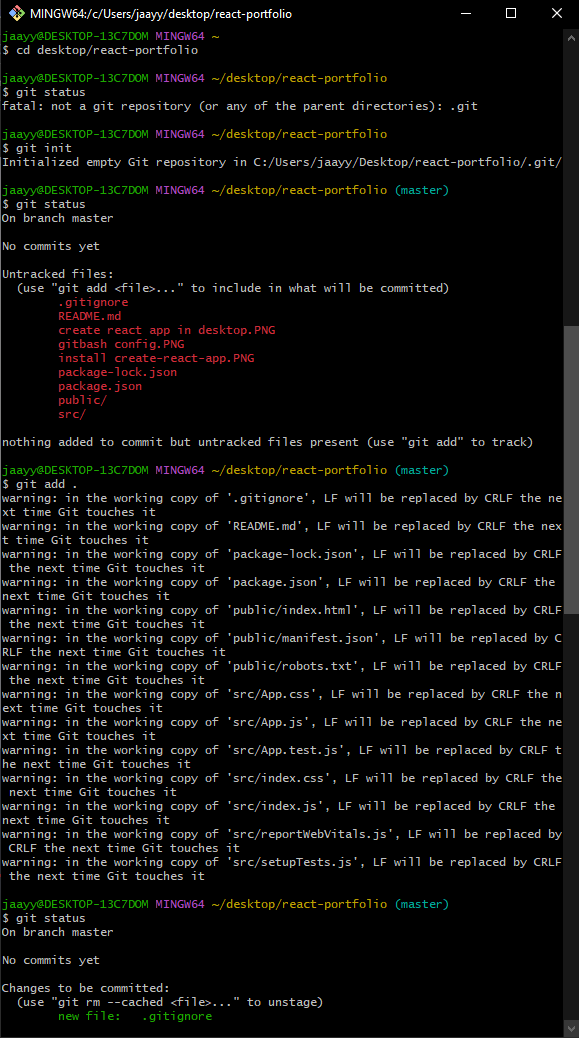 MINGW64:/c/Users/jaayy/desktop/react-portfolio
jaayy@DESKTOP-13C7DOM MINGW64 ~
$ cd desktop/react-portfolio
jaayy@DESKTOP-13C7DOM MINGW64 ~/desktop/react-portfolio
$ git status
fatal: not a git repository (or any of the parent directories): .git
jaayy@DESKTOP-13C7DOM MINGW64 ~/desktop/react-portfolio
$ git init
Initialized empty Git repository in C:/Users/jaayy/Desktop/react-portfolio/.git/
jaayy@DESKTOP-13C7DOM MINGW64 ~/desktop/react-portfolio (master)
$ git status
On branch master
No commits yet
Untracked files:
  (use "git add <file>..." to include in what will be committed)
        .gitignore
        README.md
        create react app in desktop.PNG
        gitbash config.PNG
        install create-react-app.PNG
        package-lock.json
        package.json
        public/
        src/
nothing added to commit but untracked files present (use "git add" to track)
jaayy@DESKTOP-13C7DOM MINGW64 ~/desktop/react-portfolio (master)
$ git add .
warning: in the working copy of '.gitignore', LF will be replaced by CRLF the ne
xt time Git touches it
warning: in the working copy of 'README.md', LF will be replaced by CRLF the nex
t time Git touches it
warning: in the working copy of 'package-lock.json', LF will be replaced by CRLF
 the next time Git touches it
warning: in the working copy of 'package.json', LF will be replaced by CRLF the
next time Git touches it
warning: in the working copy of 'public/index.html', LF will be replaced by CRLF
 the next time Git touches it
warning: in the working copy of 'public/manifest.json', LF will be replaced by C
RLF the next time Git touches it
warning: in the working copy of 'public/robots.txt', LF will be replaced by CRLF
 the next time Git touches it
warning: in the working copy of 'src/App.css', LF will be replaced by CRLF the n
ext time Git touches it
warning: in the working copy of 'src/App.js', LF will be replaced by CRLF the ne
xt time Git touches it
warning: in the working copy of 'src/App.test.js', LF will be replaced by CRLF t
he next time Git touches it
warning: in the working copy of 'src/index.css', LF will be replaced by CRLF the
 next time Git touches it
warning: in the working copy of 'src/index.js', LF will be replaced by CRLF the
next time Git touches it
warning: in the working copy of 'src/reportWebVitals.js', LF will be replaced by
 CRLF the next time Git touches it
warning: in the working copy of 'src/setupTests.js', LF will be replaced by CRLF
 the next time Git touches it
jaayy@DESKTOP-13C7DOM MINGW64 ~/desktop/react-portfolio (master)
$ git status
On branch master
No commits yet
Changes to be committed:
  (use "git rm --cached <file>..." to unstage)
        new file:   .gitignore